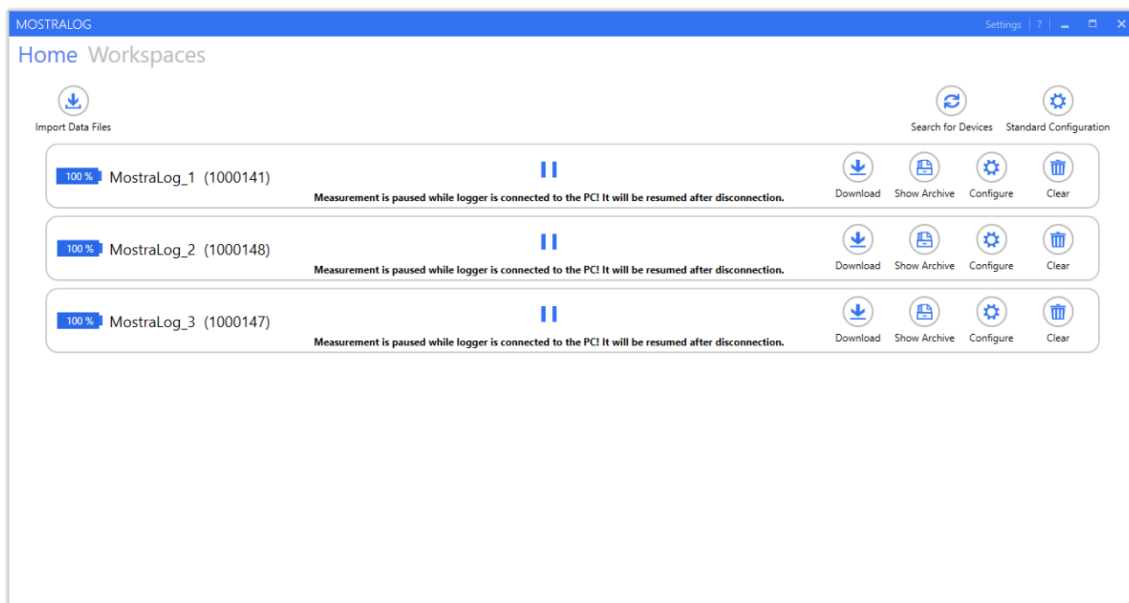 MOSTRALOG
Settings | ?
Home Workspaces
Import Data Files
Search for Devices Standard Configuration
100 % MostraLog_1 (1000141)
Measurement is paused while logger is connected to the PC! It will be resumed after disconnection.
Download Show Archive Configure Clear
100 % MostraLog_2 (1000148)
Measurement is paused while logger is connected to the PC! It will be resumed after disconnection.
Download Show Archive Configure Clear
100 % MostraLog_3 (1000147)
Measurement is paused while logger is connected to the PC! It will be resumed after disconnection.
Download Show Archive Configure Clear